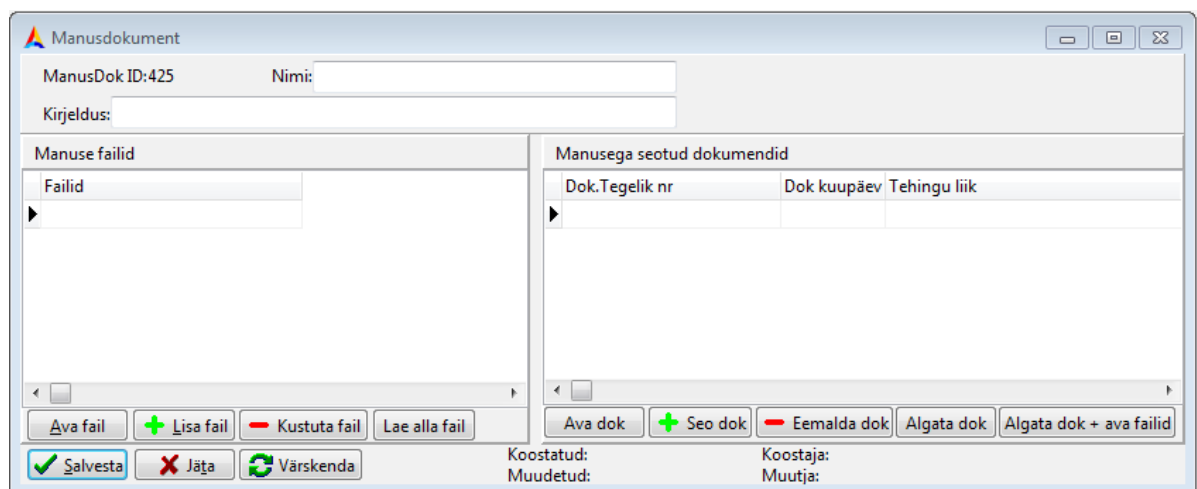 Manusdokument
ManusDok ID:425 Nimi:
Kirjeldus:
Manuse failid
Failid
Manusega seotud dokumendid
Dok.Tegelik nr Dok kuupäev Tehingu liik
Ava fail Lisa fail Kustuta fail Lae alla fail
Ava dok Seo dok Eemalda dok Algata dok Algata dok + ava failid
Salvesta Jäta Värskenda
Koostatud: Koostaja:
Muudetud: Muutja: